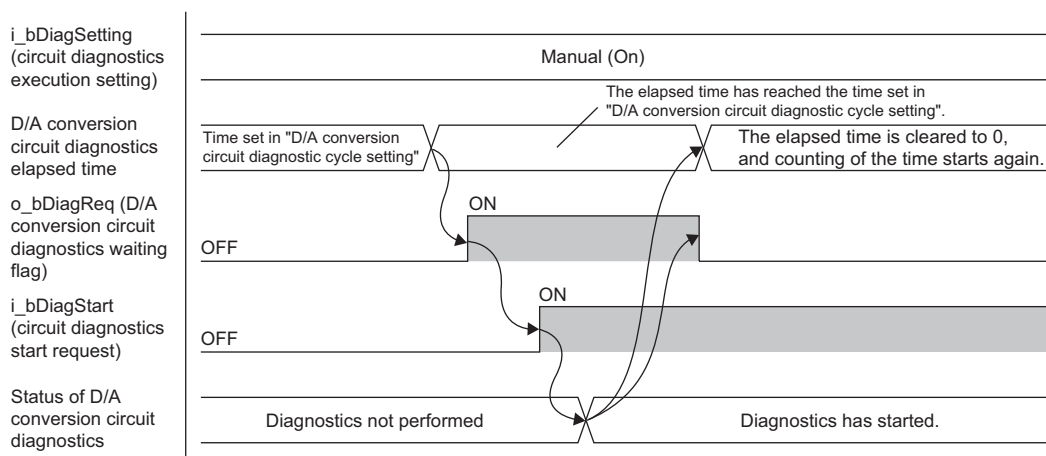 i_bDiagSetting
(circuit diagnostics
execution setting)
Manual (On)
The elapsed time has reached the time set in
"D/A conversion circuit diagnostic cycle setting".
D/A conversion
circuit diagnostics
elapsed time
Time set in "D/A conversion
circuit diagnostic cycle setting"
The elapsed time is cleared to 0,
and counting of the time starts again.
o_bDiagReq (D/A
conversion circuit
diagnostics waiting
flag)
ON
OFF
i_bDiagStart
(circuit diagnostics
start request)
ON
OFF
Status of D/A
conversion circuit
diagnostics
Diagnostics not performed
Diagnostics has started.